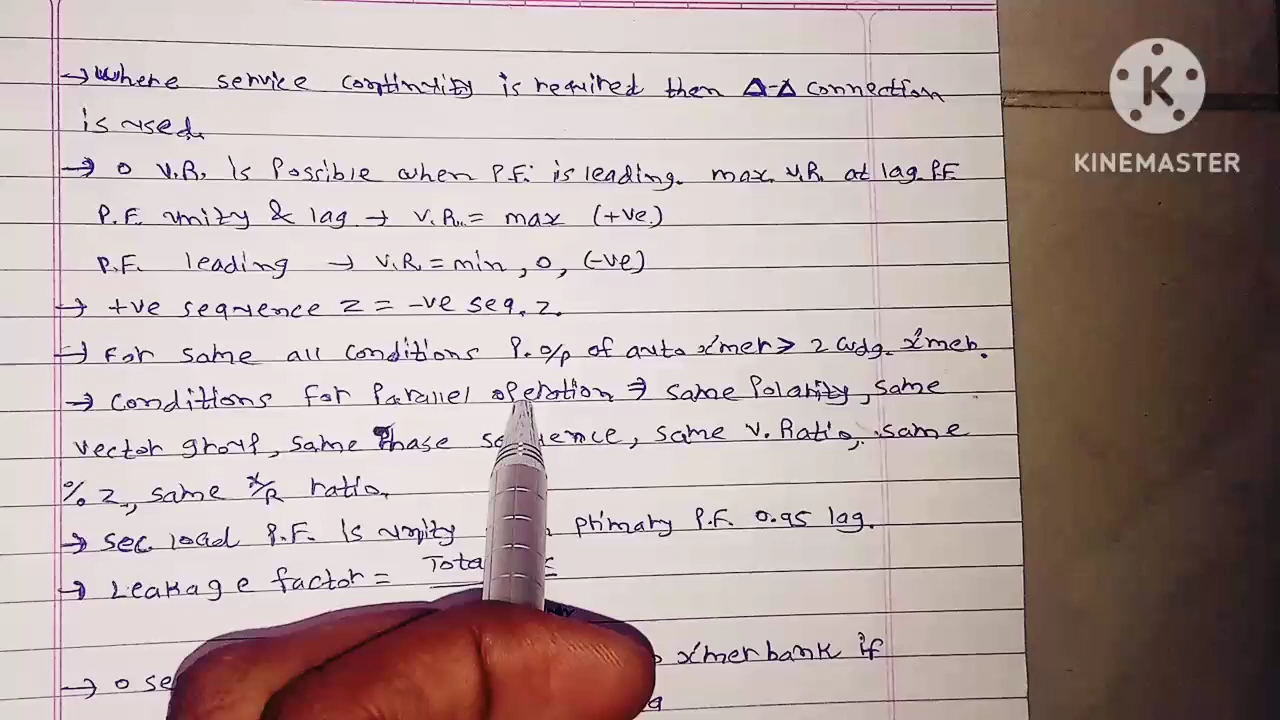 → where service continuity is required then Δ-Δ connection
is used.
→ 0 V.R. is Possible when P.F. is leading. max. V.R. at lag P.F.
P.F. unity & lag → V.R. = max (+ve)
P.F. leading → V.R. = min, 0, (-ve)
→ +ve sequence Z = -ve seq. Z.
→ For same all conditions P. o/p of auto x'mer > 2 wdg. x'mer.
→ conditions for Parallel operation ⇒ same Polarity, same
vector group, same Phase, same V. Ratio, same
% Z, same X/R ratio.
→ sec. load P.F. is unity primary P.F. 0.95 lag.
→ Leakage factor =
→ 0 x'mer bank if
K
KINEMASTER